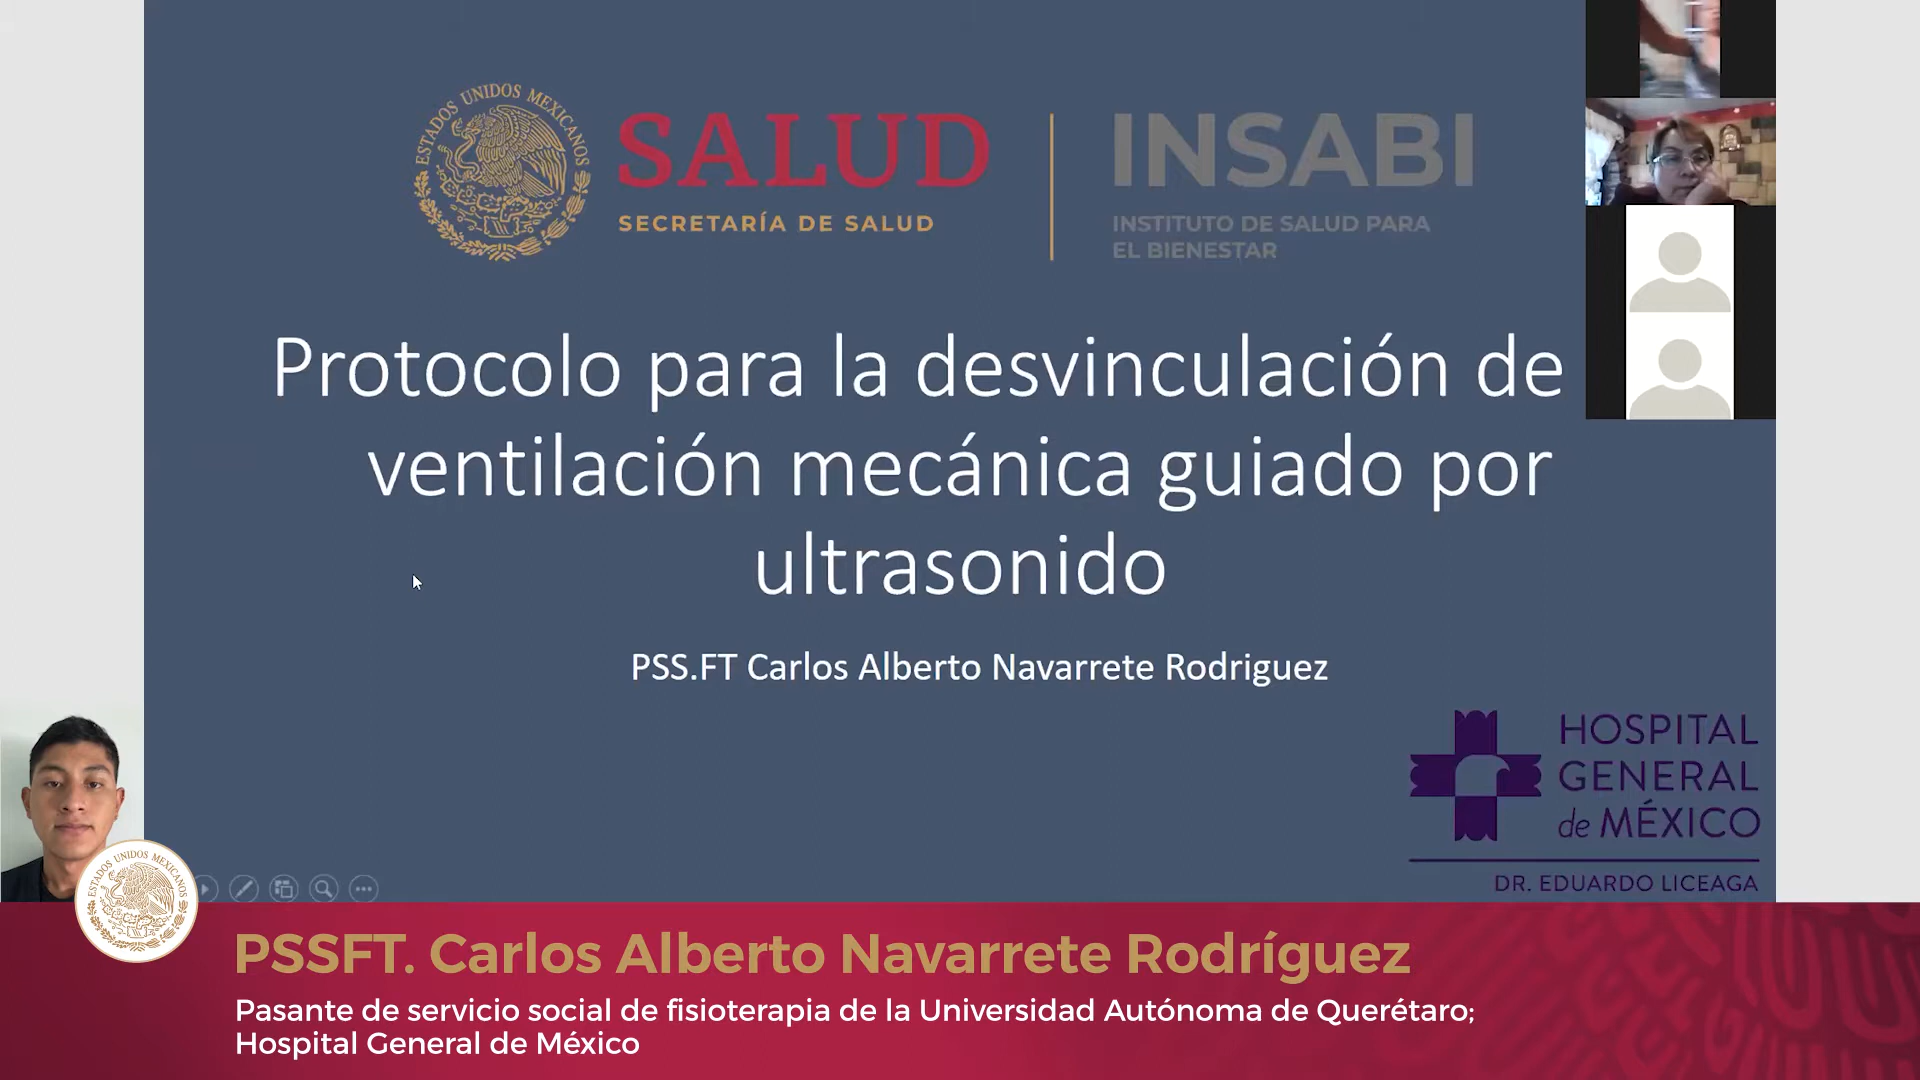 ESTADOS UNIDOS MEXICANOS
SALUD
SECRETARÍA DE SALUD
INSABI
INSTITUTO DE SALUD PARA
EL BIENESTAR
Protocolo para la desvinculación de
ventilación mecánica guiado por
ultrasonido
PSS.FT Carlos Alberto Navarrete Rodriguez
HOSPITAL
GENERAL
de MÉXICO
DR. EDUARDO LICEAGA
ESTADOS UNIDOS MEXICANOS
PSSFT. Carlos Alberto Navarrete Rodríguez
Pasante de servicio social de fisioterapia de la Universidad Autónoma de Querétaro;
Hospital General de México